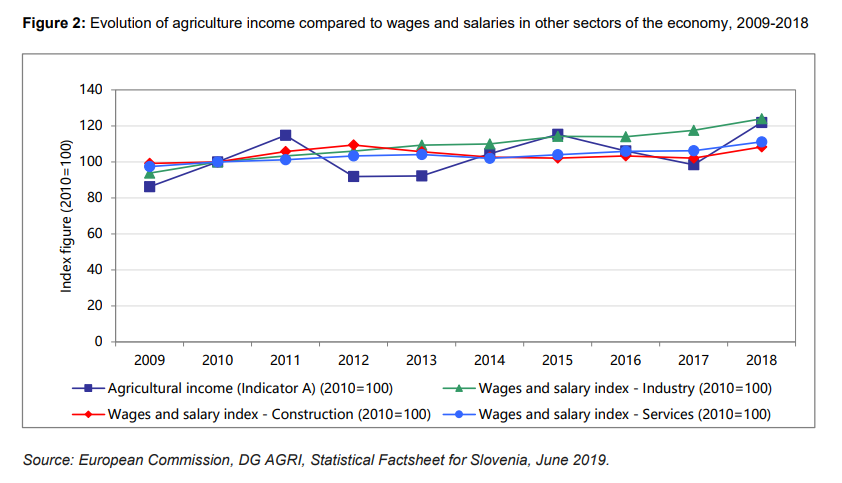 Figure 2: Evolution of agriculture income compared to wages and salaries in other sectors of the economy, 2009-2018
140
120
100
80
60
40
20
0
Index figure (2010=100)
2009 2010 2011 2012 2013 2014 2015 2016 2017 2018
Agricultural income (Indicator A) (2010=100) Wages and salary index - Industry (2010=100)
Wages and salary index - Construction (2010=100) Wages and salary index - Services (2010=100)
Source: European Commission, DG AGRI, Statistical Factsheet for Slovenia, June 2019.